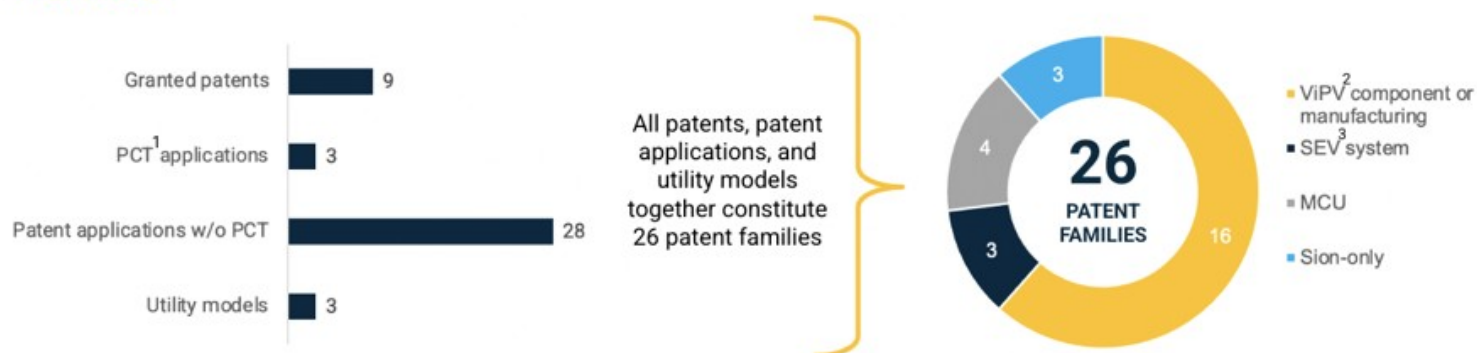 Granted patents
9
PCT¹ applications
3
Patent applications w/o PCT
28
Utility models
3
All patents, patent
applications, and
utility models
together constitute
26 patent families
3
4
3
16
26
PATENT
FAMILIES
ViPV² component or
manufacturing
SEV³ system
MCU
Sion-only